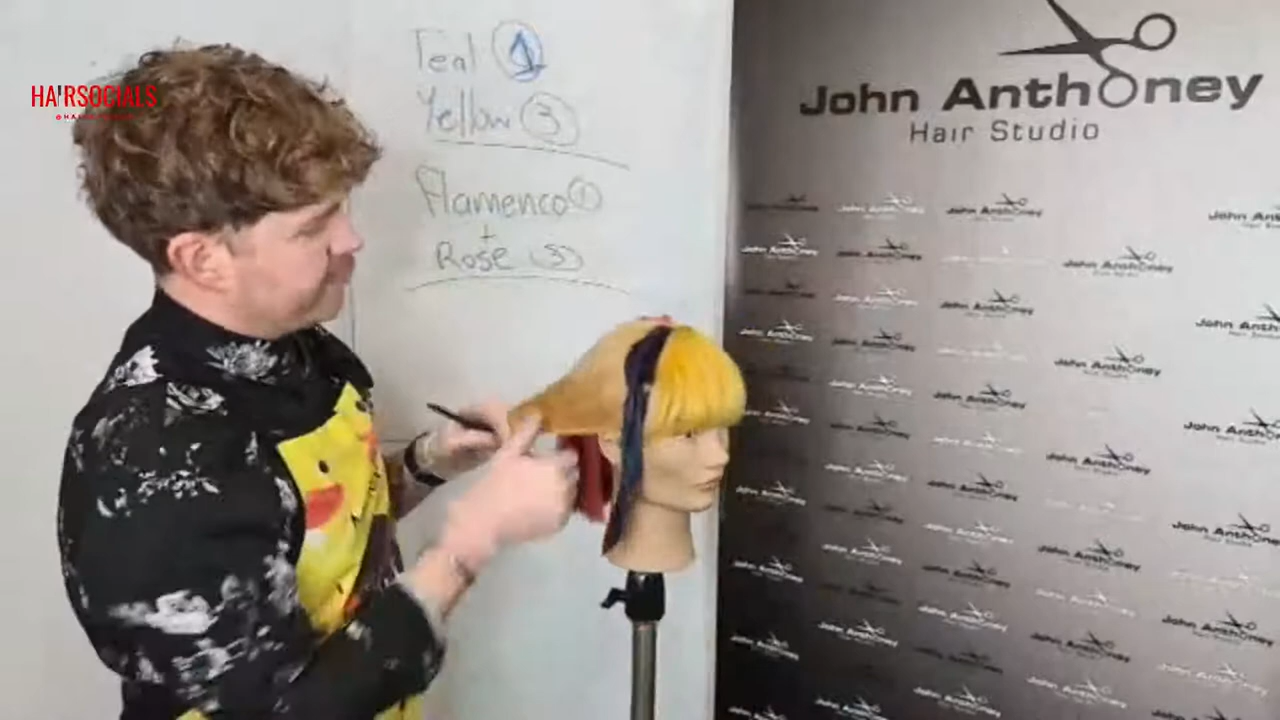 HAIRSOCIALS
Teal 1
Yellow 3
Flamenco 1
+
Rose 3
John Anthoney
Hair Studio